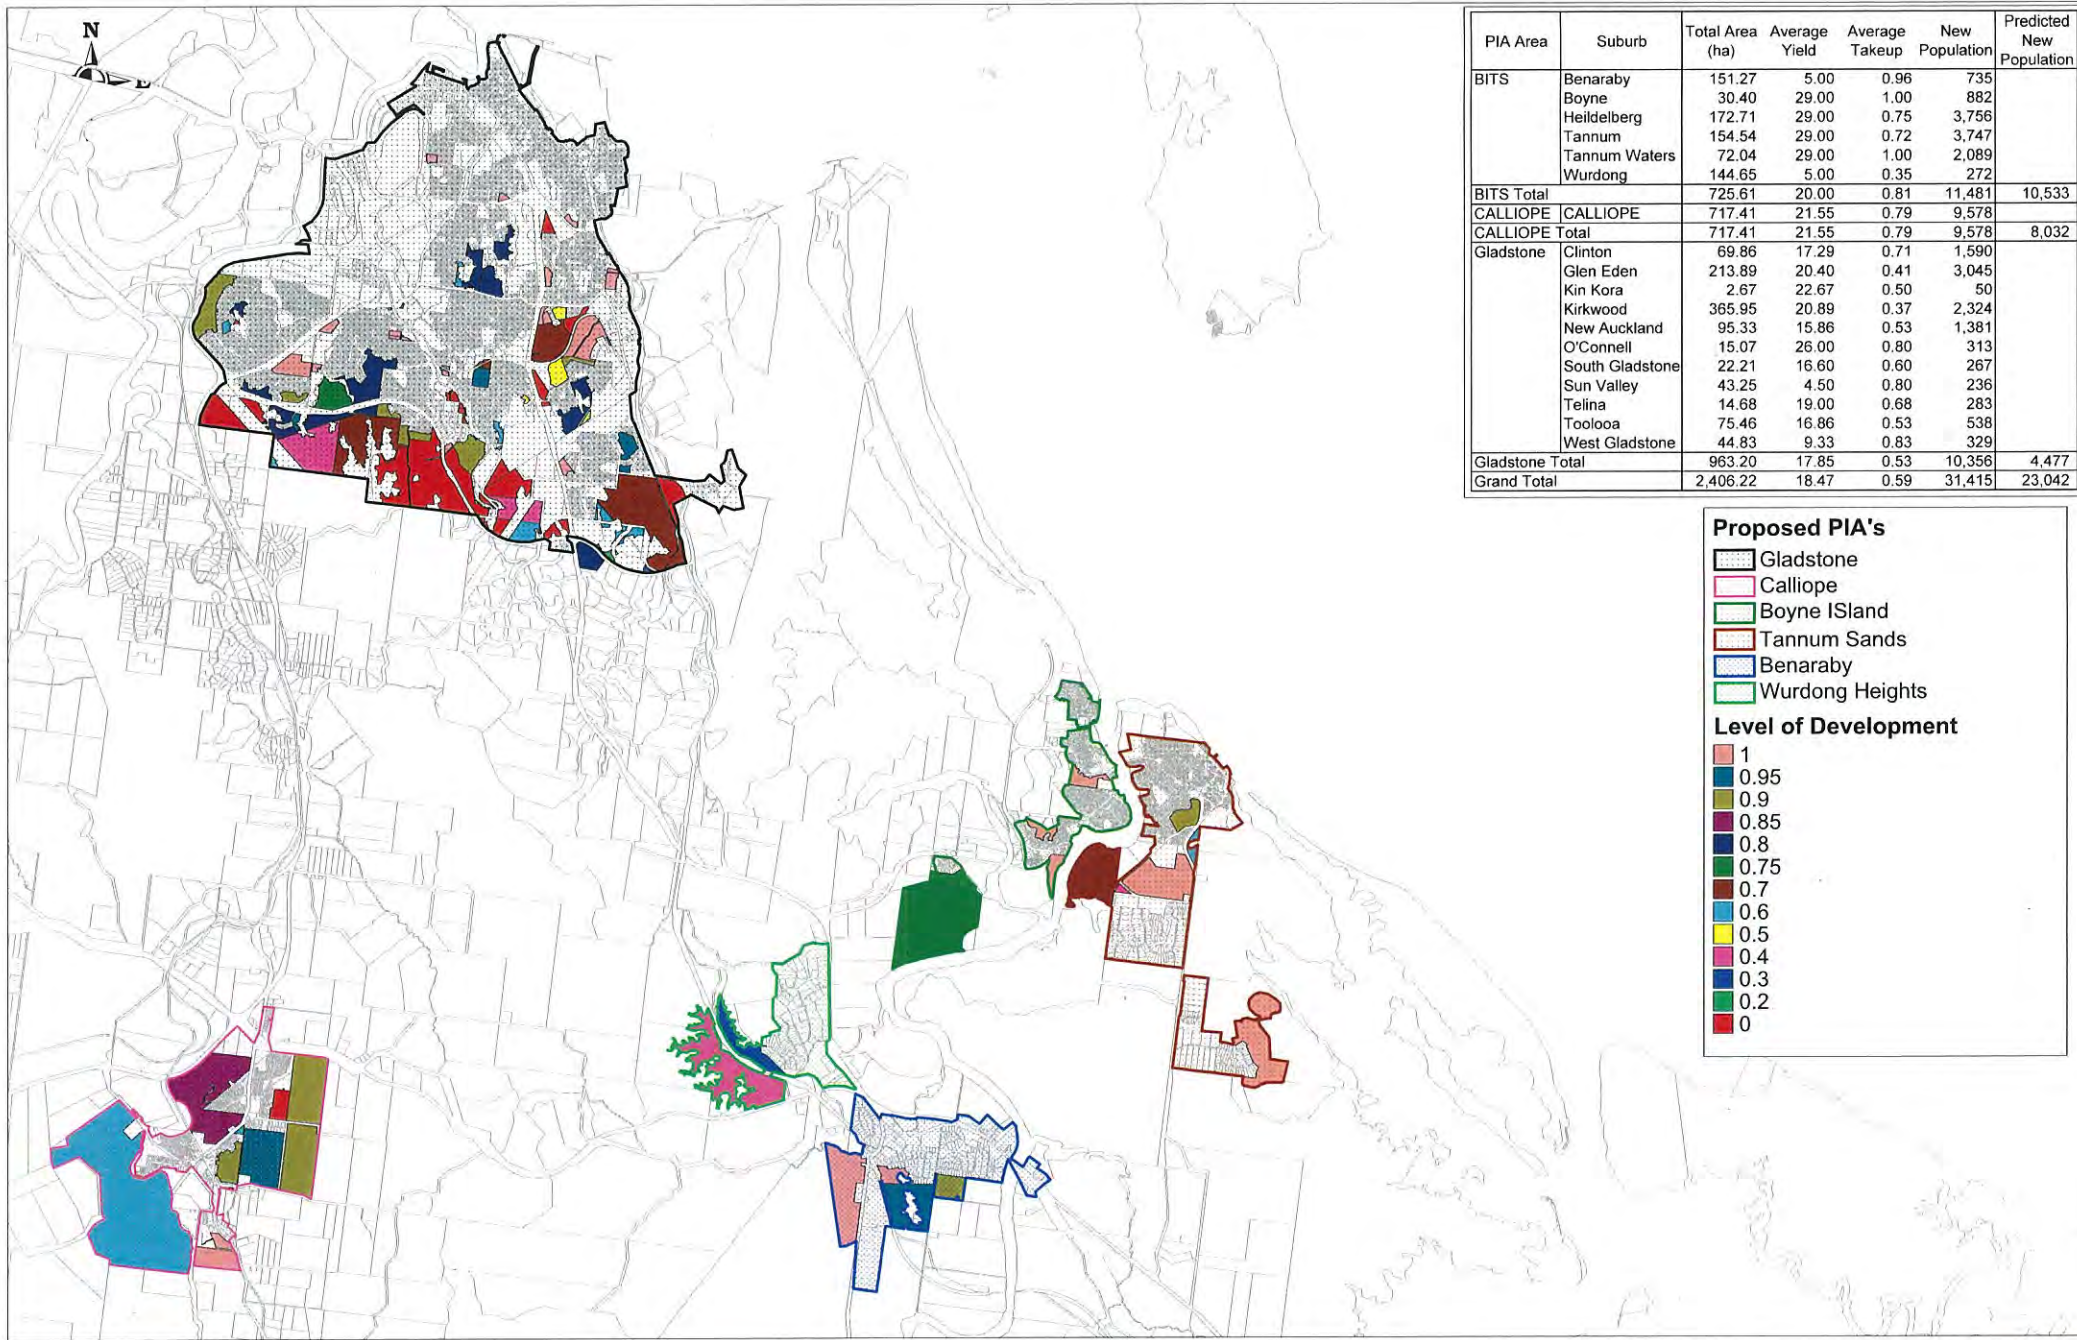 N
E
PIA Area Suburb Total Area (ha) Average Yield Average Takeup New Population Predicted New Population
BITS Benaraby 151.27 5.00 0.96 735
Boyne 30.40 29.00 1.00 882
Heildelberg 172.71 29.00 0.75 3,756
Tannum 154.54 29.00 0.72 3,747
Tannum Waters 72.04 29.00 1.00 2,089
Wurdong 144.65 5.00 0.35 272
BITS Total 725.61 20.00 0.81 11,481 10,533
CALLIOPE CALLIOPE 717.41 21.55 0.79 9,578
CALLIOPE Total 717.41 21.55 0.79 9,578 8,032
Gladstone Clinton 69.86 17.29 0.71 1,590
Glen Eden 213.89 20.40 0.41 3,045
Kin Kora 2.67 22.67 0.50 50
Kirkwood 365.95 20.89 0.37 2,324
New Auckland 95.33 15.86 0.53 1,381
O'Connell 15.07 26.00 0.80 313
South Gladstone 22.21 16.60 0.60 267
Sun Valley 43.25 4.50 0.80 236
Telina 14.68 19.00 0.68 283
Toolooa 75.46 16.86 0.53 538
West Gladstone 44.83 9.33 0.83 329
Gladstone Total 963.20 17.85 0.53 10,356 4,477
Grand Total 2,406.22 18.47 0.59 31,415 23,042
Proposed PIA's
Gladstone
Calliope
Boyne ISland
Tannum Sands
Benaraby
Wurdong Heights
Level of Development
1
0.95
0.9
0.85
0.8
0.75
0.7
0.6
0.5
0.4
0.3
0.2
0